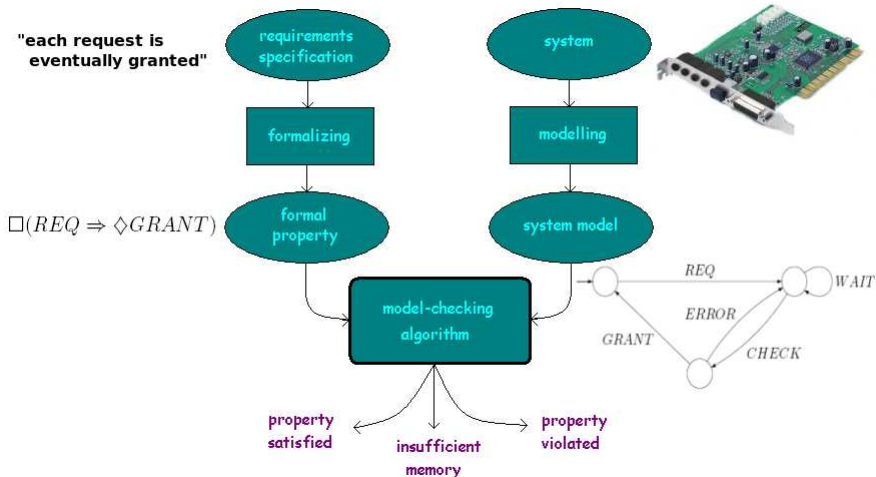 "each request is
eventually granted"
requirements
specification
system
formalizing
modelling
□(REQ ⇒ ◇GRANT)
formal
property
system model
model-checking
algorithm
REQ
WAIT
ERROR
GRANT
CHECK
property
satisfied
insufficient
memory
property
violated